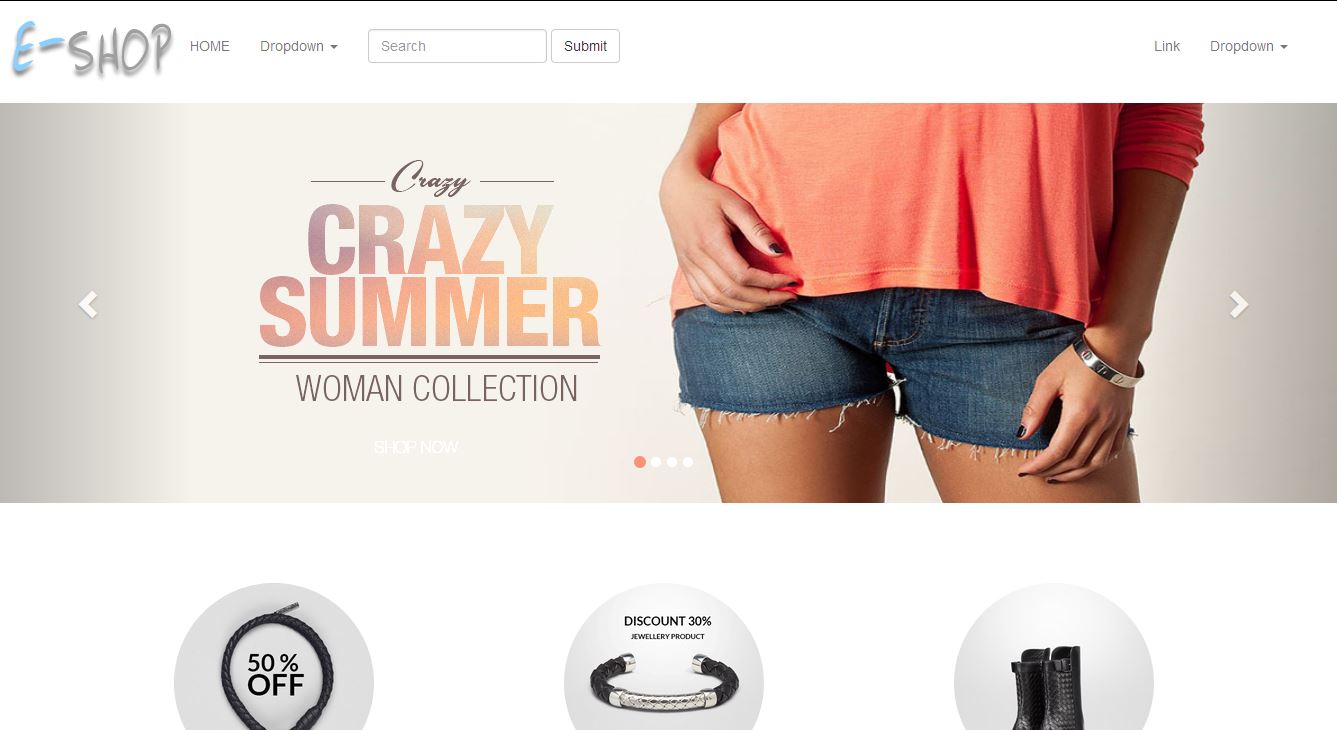 E-SHOP
HOME
Dropdown
Search
Submit
Link
Dropdown
Crazy
CRAZY
SUMMER
WOMAN COLLECTION
SHOP NOW
50 %
OFF
DISCOUNT 30%
JEWELLERY PRODUCT